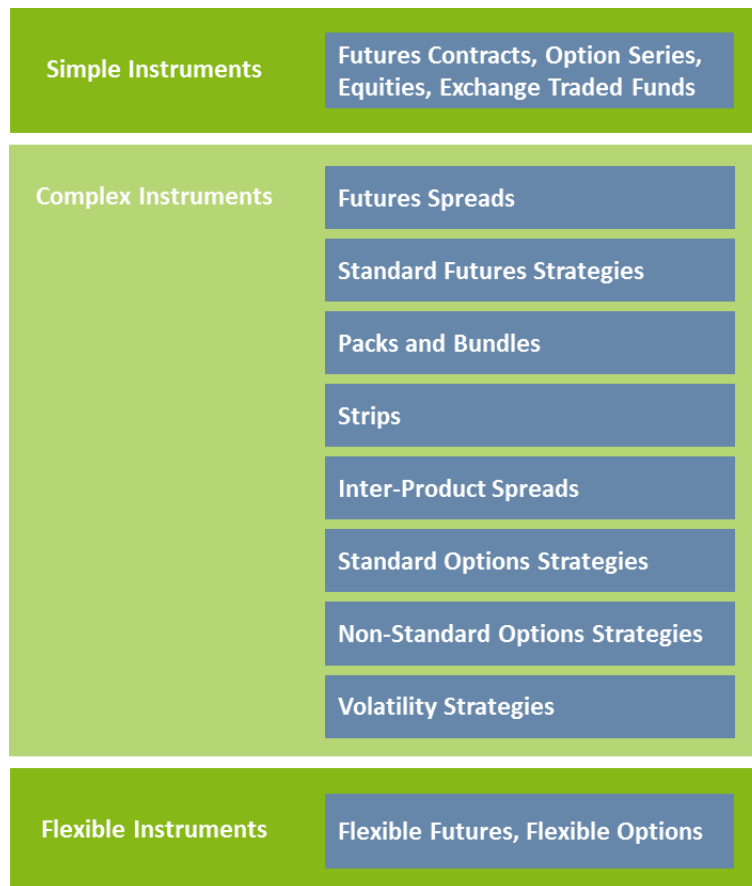 Simple Instruments
Futures Contracts, Option Series,
Equities, Exchange Traded Funds
Complex Instruments
Futures Spreads
Standard Futures Strategies
Packs and Bundles
Strips
Inter-Product Spreads
Standard Options Strategies
Non-Standard Options Strategies
Volatility Strategies
Flexible Instruments
Flexible Futures, Flexible Options